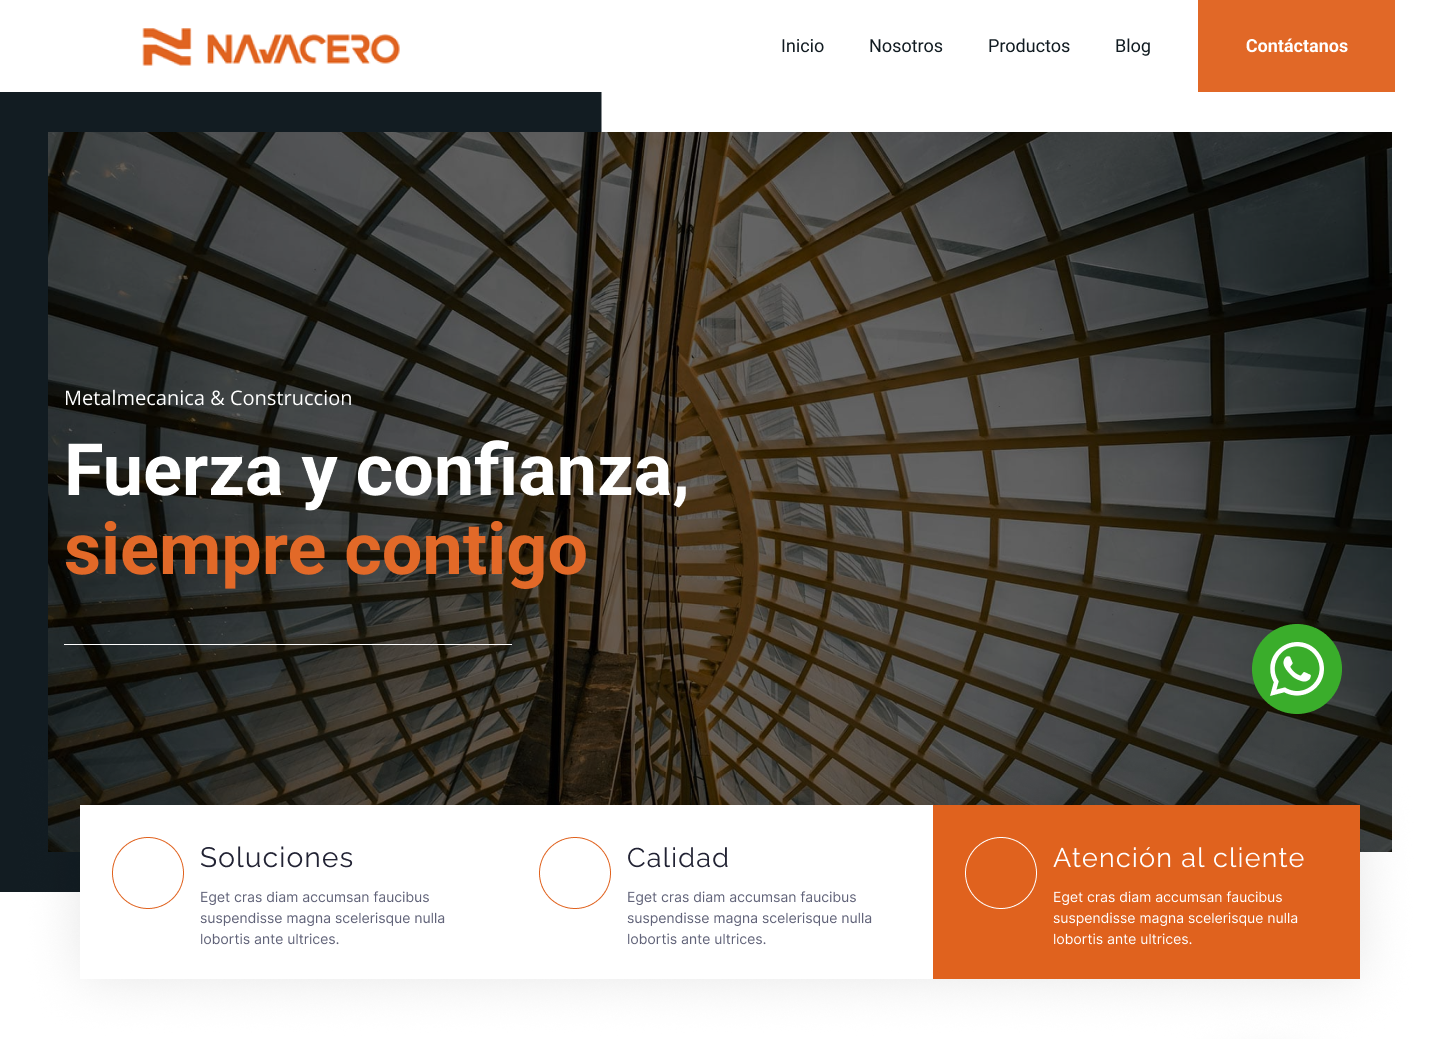 NAVACERO
Inicio
Nosotros
Productos
Blog
Contáctanos
Metalmecanica & Construccion
Fuerza y confianza,
siempre contigo
Soluciones
Eget cras diam accumsan faucibus
suspendisse magna scelerisque nulla
lobortis ante ultrices.
Calidad
Eget cras diam accumsan faucibus
suspendisse magna scelerisque nulla
lobortis ante ultrices.
Atención al cliente
Eget cras diam accumsan faucibus
suspendisse magna scelerisque nulla
lobortis ante ultrices.